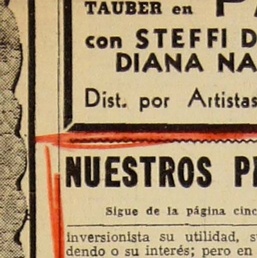 TAUBER en
con STEFFI D
DIANA NA
Dist. por Artistas
NUESTROS P
Sigue de la página cinc
inversionista su utilidad, s
dendo o su interés; pero en